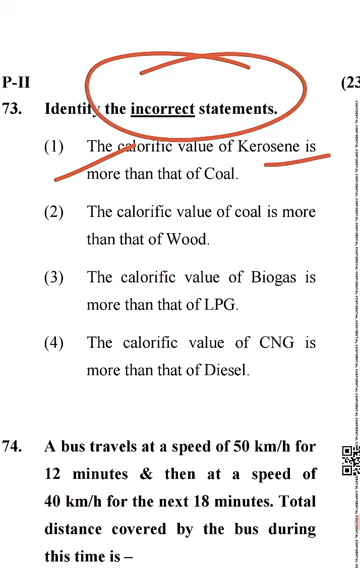 P-II
(23
73. Identify the incorrect statements.
(1) The calorific value of Kerosene is
more than that of Coal.
(2) The calorific value of coal is more
than that of Wood.
(3) The calorific value of Biogas is
more than that of LPG.
(4) The calorific value of CNG is
more than that of Diesel.
74. A bus travels at a speed of 50 km/h for
12 minutes & then at a speed of
40 km/h for the next 18 minutes. Total
distance covered by the bus during
this time is –